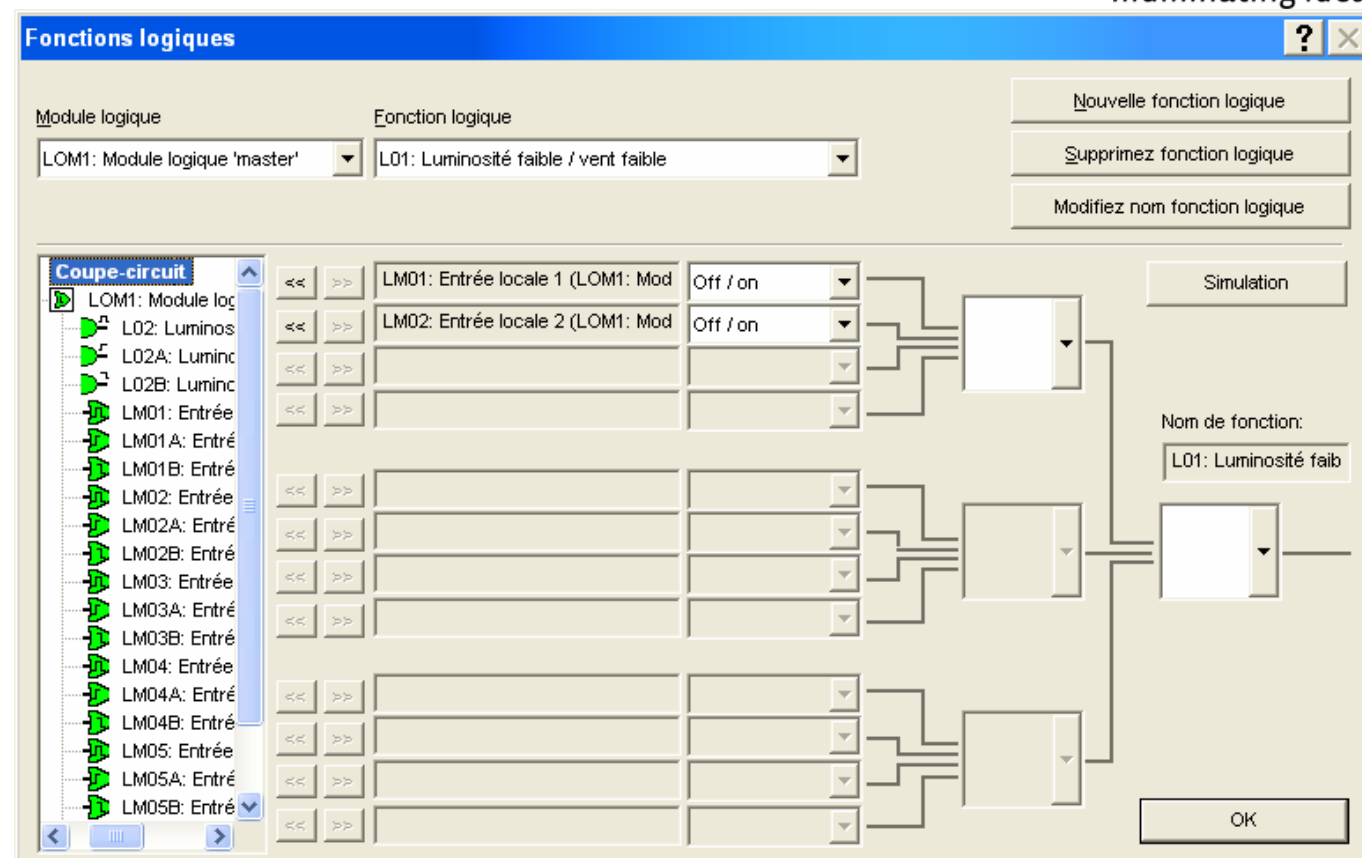 Fonctions logiques
?
Module logique
Fonction logique
Nouvelle fonction logique
LOM1: Module logique 'master'
L01: Luminosité faible / vent faible
Supprimez fonction logique
Modifiez nom fonction logique
Coupe-circuit
LOM1: Module log
L02: Luminos
L02A: Luminc
L02B: Luminc
LM01: Entrée
LM01A: Entré
LM01B: Entré
LM02: Entrée
LM02A: Entré
LM02B: Entré
LM03: Entrée
LM03A: Entré
LM03B: Entré
LM04: Entrée
LM04A: Entré
LM04B: Entré
LM05: Entrée
LM05A: Entré
LM05B: Entré
<< >> LM01: Entrée locale 1 (LOM1: Mod Off / on
<< >> LM02: Entrée locale 2 (LOM1: Mod Off / on
<< >>
<< >>
<< >>
<< >>
<< >>
<< >>
<< >>
<< >>
<< >>
<< >>
Simulation
Nom de fonction:
L01: Luminosité faib
OK